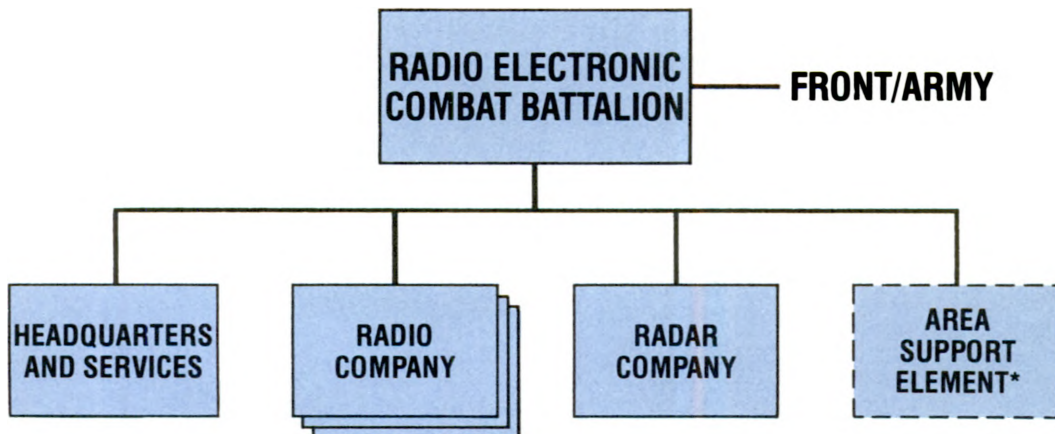 RADIO ELECTRONIC
COMBAT BATTALION
FRONT/ARMY
HEADQUARTERS
AND SERVICES
RADIO
COMPANY
RADAR
COMPANY
AREA
SUPPORT
ELEMENT*